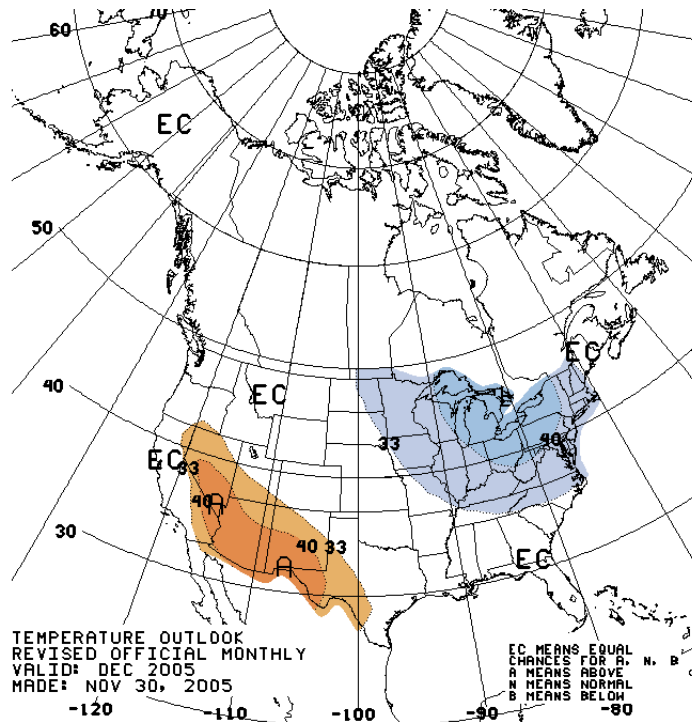 60
70
EC
50
40
EC
EC
EC
33
40
A
40 33
A
33
40
EC
30
TEMPERATURE OUTLOOK
REVISED OFFICIAL MONTHLY
VALID: DEC 2005
MADE: NOV 30, 2005
EC MEANS EQUAL
CHANCES FOR A, N, B
A MEANS ABOVE
N MEANS NORMAL
B MEANS BELOW
-120
-110
-100
-90
-80